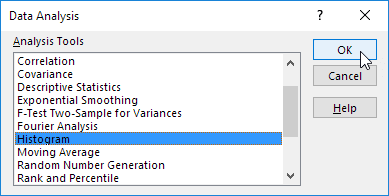 Data Analysis
?
Analysis Tools
Correlation
Covariance
Descriptive Statistics
Exponential Smoothing
F-Test Two-Sample for Variances
Fourier Analysis
Histogram
Moving Average
Random Number Generation
Rank and Percentile
OK
Cancel
Help